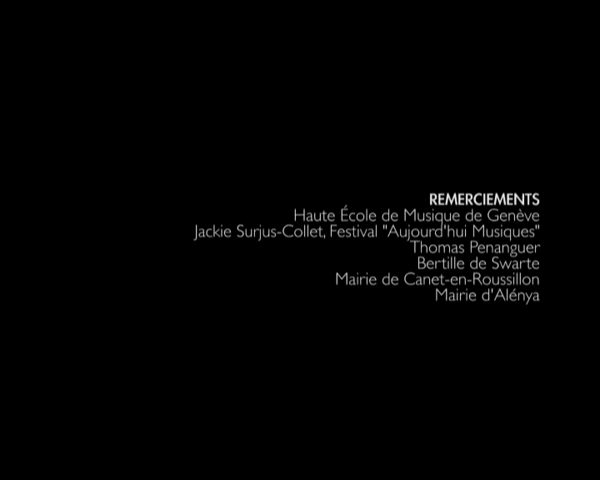 REMERCIEMENTS
Haute École de Musique de Genève
Jackie Surjus-Collet, Festival "Aujourd'hui Musiques"
Thomas Penanguer
Bertille de Swarte
Mairie de Canet-en-Roussillon
Mairie d'Alénya